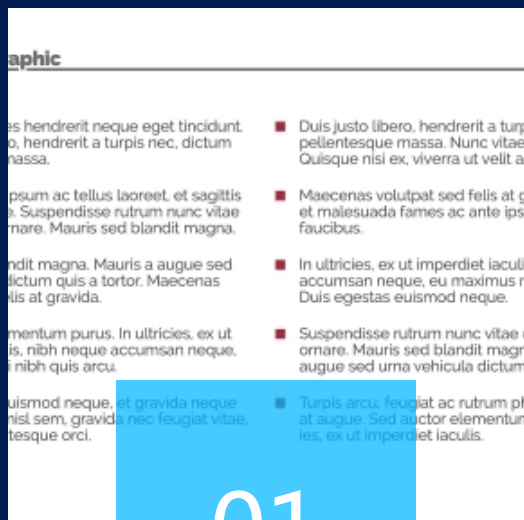 aphic
es hendrerit neque eget tincidunt.
o, hendrerit a turpis nec, dictum
massa.
psum ac tellus laoreet, et sagittis
e. Suspendisse rutrum nunc vitae
rnare. Mauris sed blandit magna.
ndit magna. Mauris a augue sed
dictum quis a tortor. Maecenas
lis at gravida.
mentum purus. In ultricies, ex ut
is, nibh neque accumsan neque,
i nibh quis arcu.
uismod neque, et gravida neque
nisl sem, gravida nec feugiat vitae,
tesque orci.
Duis justo libero, hendrerit a turp
pellentesque massa. Nunc vitae
Quisque nisi ex, viverra ut velit a
Maecenas volutpat sed felis at g
et malesuada fames ac ante ips
faucibus.
In ultricies, ex ut imperdiet iaculi
accumsan neque, eu maximus n
Duis egestas euismod neque.
Suspendisse rutrum nunc vitae
ornare. Mauris sed blandit magn
augue sed urna vehicula dictum
Turpis arcu, feugiat ac rutrum ph
at augue. Sed auctor elementun
ies, ex ut imperdiet iaculis.
01